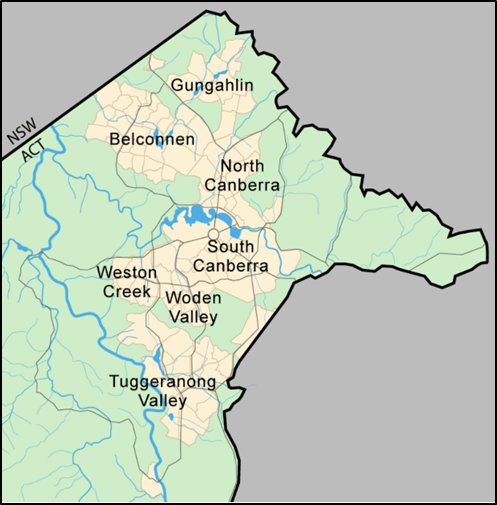 Gungahlin
NSW
ACT
Belconnen
North
Canberra
South
Canberra
Weston
Creek
Woden
Valley
Tuggeranong
Valley